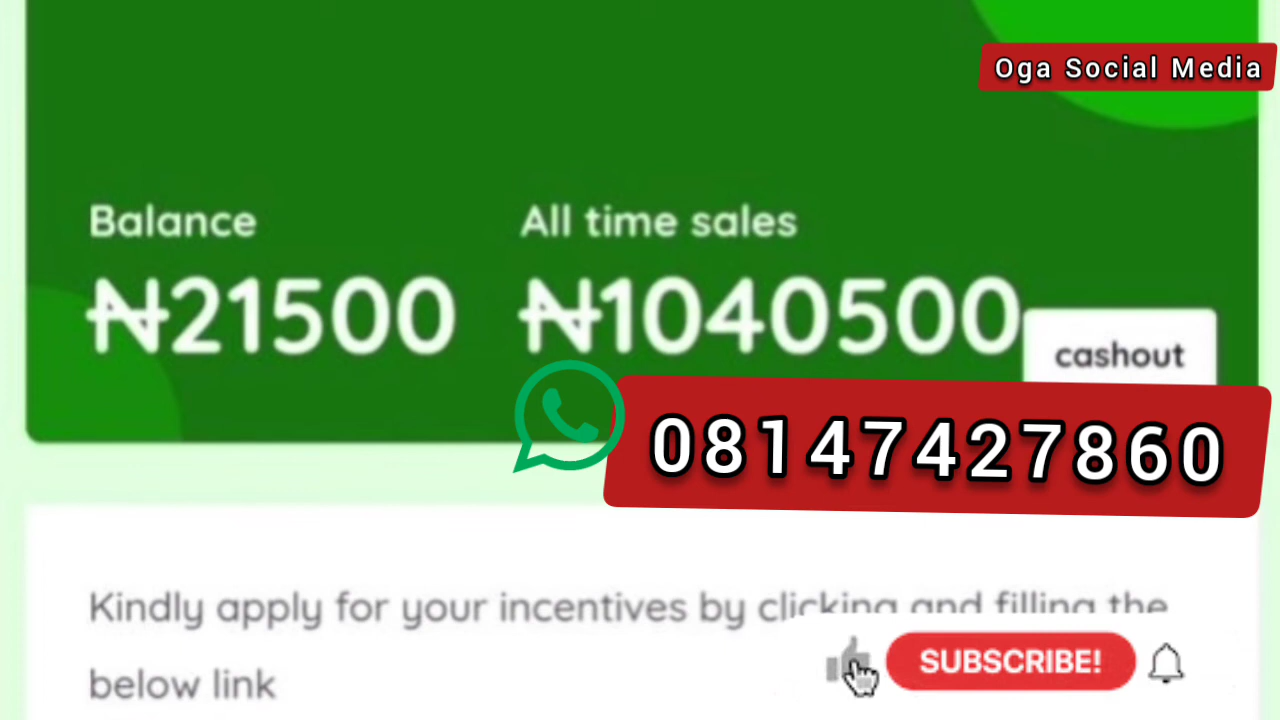 Oga Social Media
Balance
All time sales
₦21500
₦1040500
cashout
08147427860
Kindly apply for your incentives by clicking and filling the
below link
SUBSCRIBE!